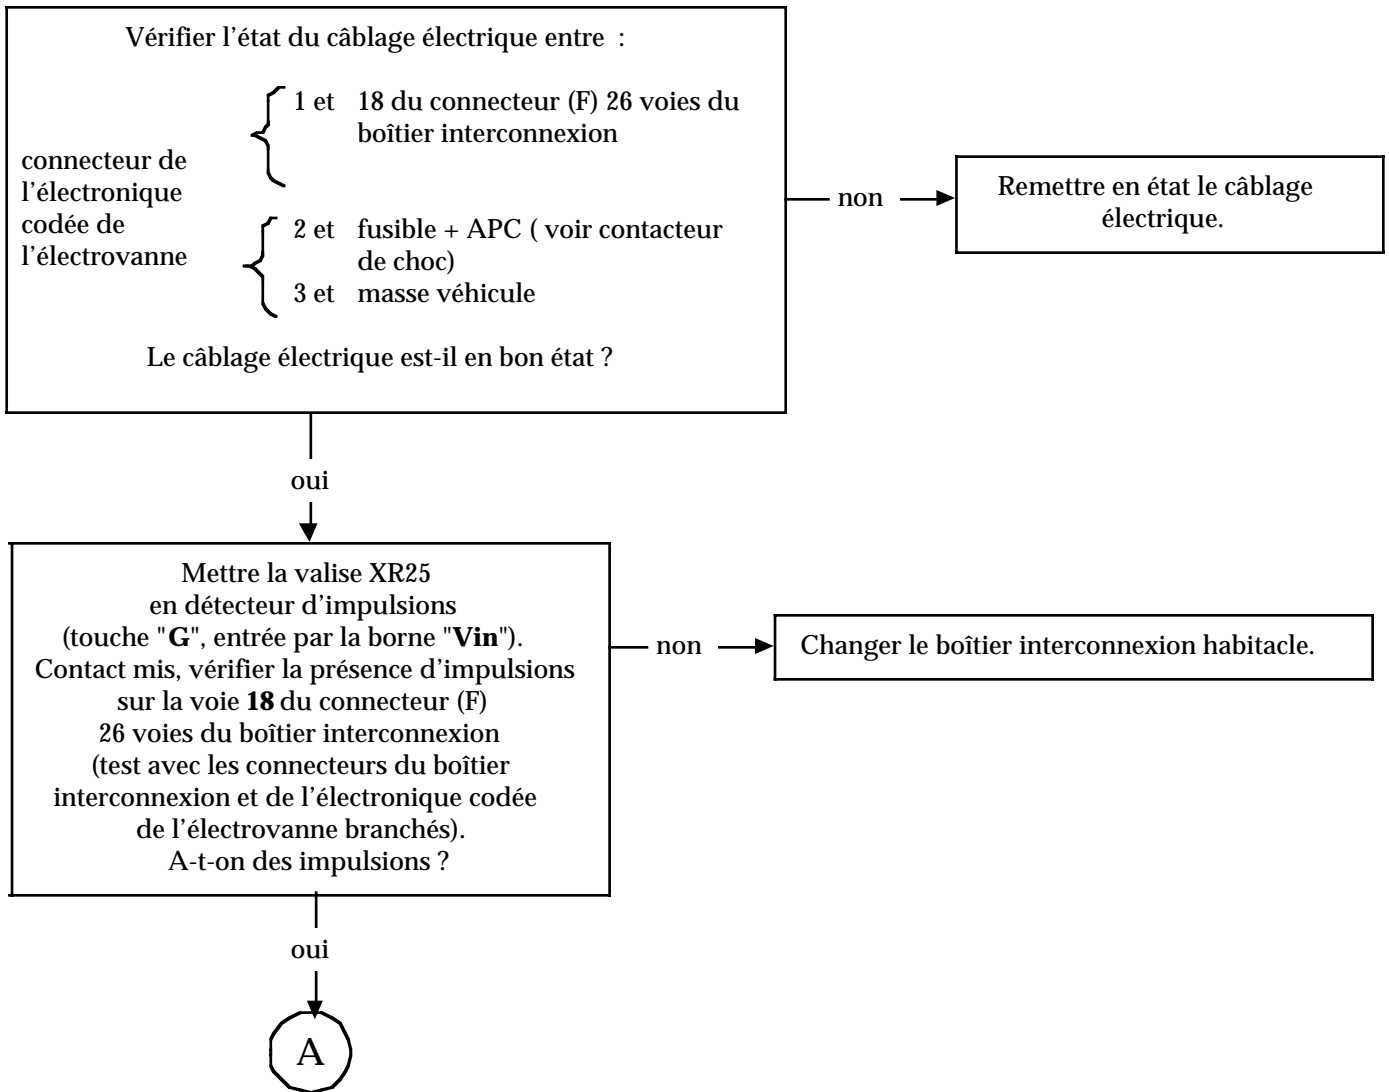 Vérifier l'état du câblage électrique entre :
1 et 18 du connecteur (F) 26 voies du
boîtier interconnexion
connecteur de
l'électronique
codée de
l'électrovanne
2 et fusible + APC ( voir contacteur
de choc)
3 et masse véhicule
Le câblage électrique est-il en bon état ?
non
Remettre en état le câblage
électrique.
oui
Mettre la valise XR25
en détecteur d'impulsions
(touche "G", entrée par la borne "Vin").
Contact mis, vérifier la présence d'impulsions
sur la voie 18 du connecteur (F)
26 voies du boîtier interconnexion
(test avec les connecteurs du boîtier
interconnexion et de l'électronique codée
de l'électrovanne branchés).
A-t-on des impulsions ?
non
Changer le boîtier interconnexion habitacle.
oui
A